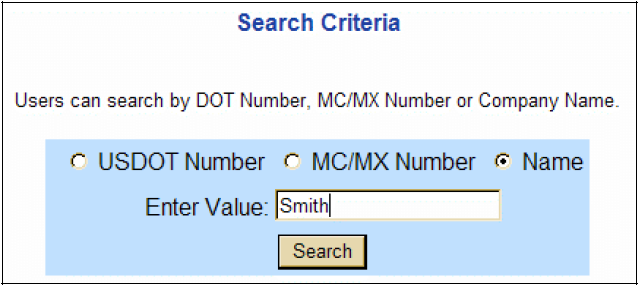 Search Criteria
Users can search by DOT Number, MC/MX Number or Company Name.
USDOT Number MC/MX Number Name
Enter Value: Smith
Search